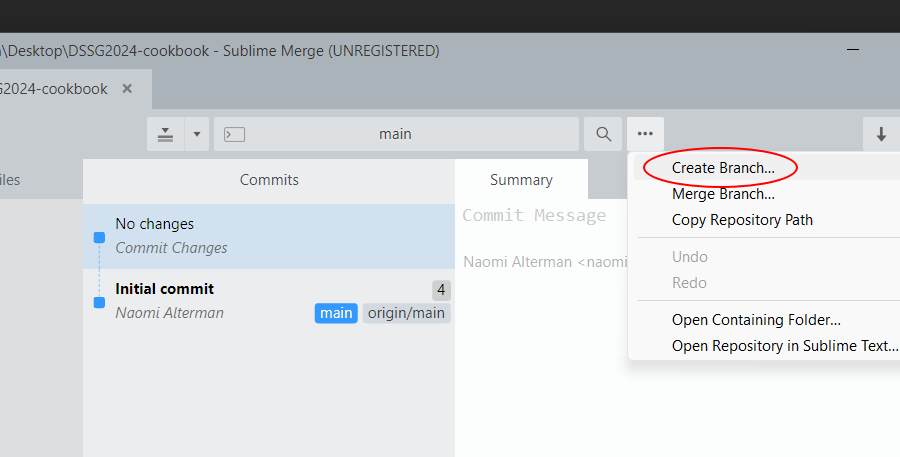 \Desktop\DSSG2024-cookbook - Sublime Merge (UNREGISTERED)
G2024-cookbook ×
main
Commits
Summary
No changes
Commit Changes
Initial commit 4
Naomi Alterman main origin/main
Commit Message
Naomi Alterman <naomi
Create Branch...
Merge Branch...
Copy Repository Path
Undo
Redo
Open Containing Folder...
Open Repository in Sublime Text...